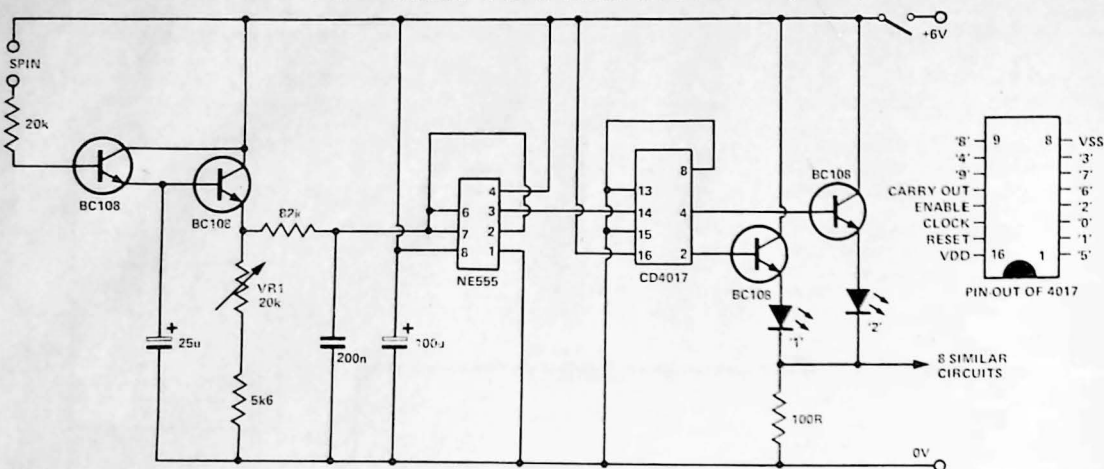 +6V
SPIN
20k
BC108
BC108
82k
VR1
20k
25u
5k6
200n
100u
4
6
3
7
2
8
1
NE555
8
13
14
4
15
16
2
CD4017
BC108
BC108
'1'
'2'
8 SIMILAR
CIRCUITS
100R
0V
'8'
9
8
VSS
'4'
'3'
'9'
'7'
CARRY OUT
'6'
ENABLE
'2'
CLOCK
'0'
RESET
'1'
VDD
16
1
'5'
PIN-OUT OF 4017